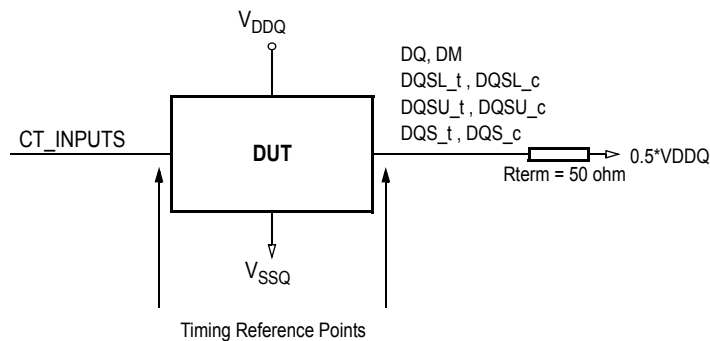 VDDQ
DQ, DM
DQSL_t , DQSL_c
DQSU_t , DQSU_c
DQS_t , DQS_c
CT_INPUTS
DUT
0.5*VDDQ
Rterm = 50 ohm
VSSQ
Timing Reference Points